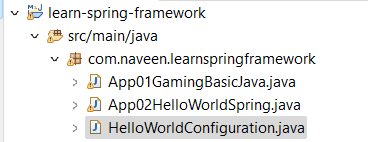 learn-spring-framework
src/main/java
com.naveen.learnspringframework
App01GamingBasicJava.java
App02HelloWorldSpring.java
HelloWorldConfiguration.java